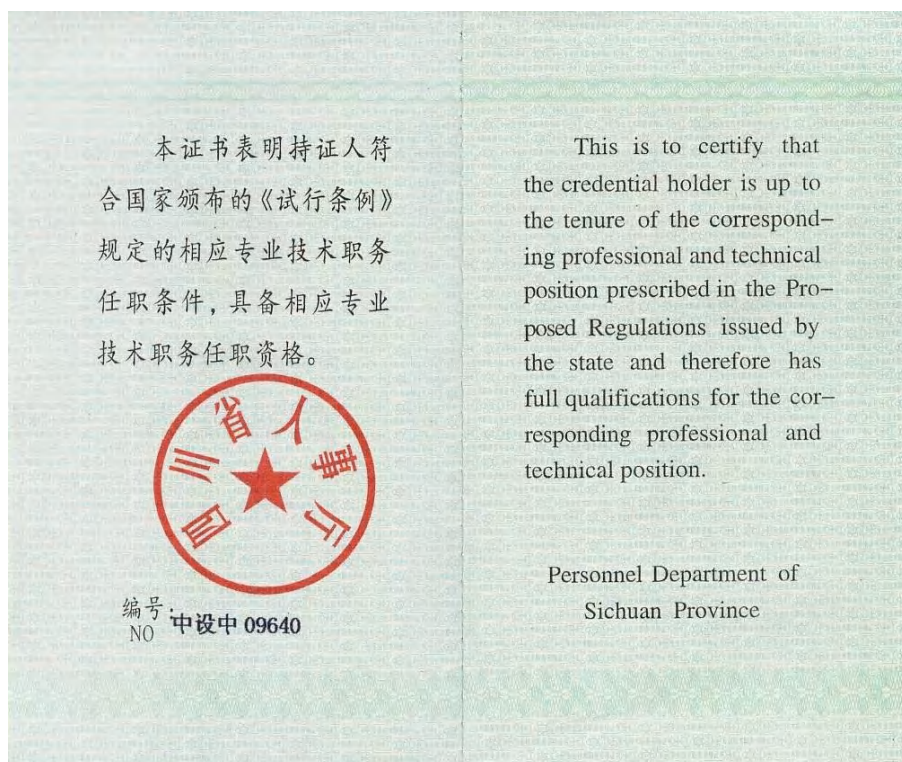 本证书表明持证人符
合国家颁布的《试行条例》
规定的相应专业技术职务
任职条件，具备相应专业
技术职务任职资格。
四川省人事厅
编号：
NO 中设中 09640
This is to certify that
the credential holder is up to
the tenure of the correspond-
ing professional and technical
position prescribed in the Pro-
posed Regulations issued by
the state and therefore has
full qualifications for the cor-
responding professional and
technical position.
Personnel Department of
Sichuan Province